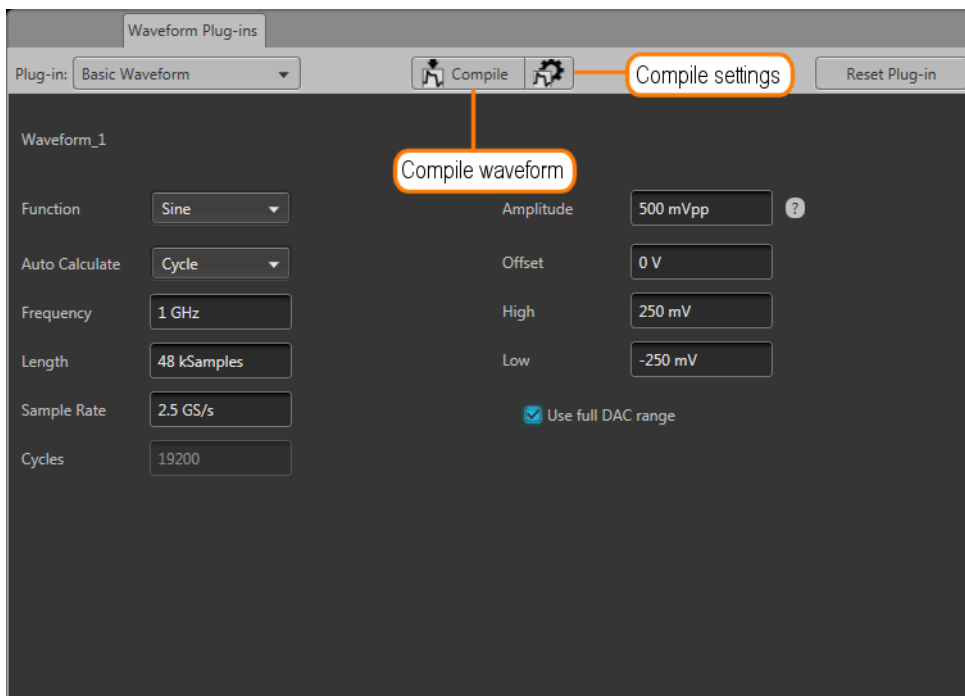 Waveform Plug-ins
Plug-in: Basic Waveform
Compile
Compile settings
Reset Plug-in
Waveform_1
Compile waveform
Function Sine
Amplitude 500 mVpp ?
Auto Calculate Cycle
Offset 0 V
Frequency 1 GHz
High 250 mV
Length 48 kSamples
Low -250 mV
Sample Rate 2.5 GS/s
Use full DAC range
Cycles 19200